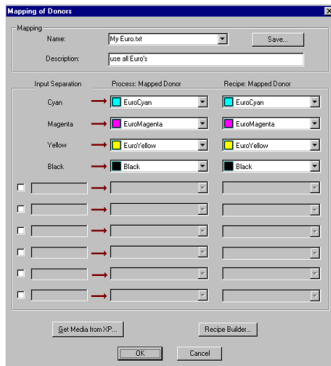 Mapping of Donors
Mapping
Name: My Euro.txt Save...
Description: use all Euro's
Input Separation Process: Mapped Donor Recipe: Mapped Donor
Cyan EuroCyan EuroCyan
Magenta EuroMagenta EuroMagenta
Yellow EuroYellow EuroYellow
Black Black Black
Get Media from XP... Recipe Builder...
OK Cancel